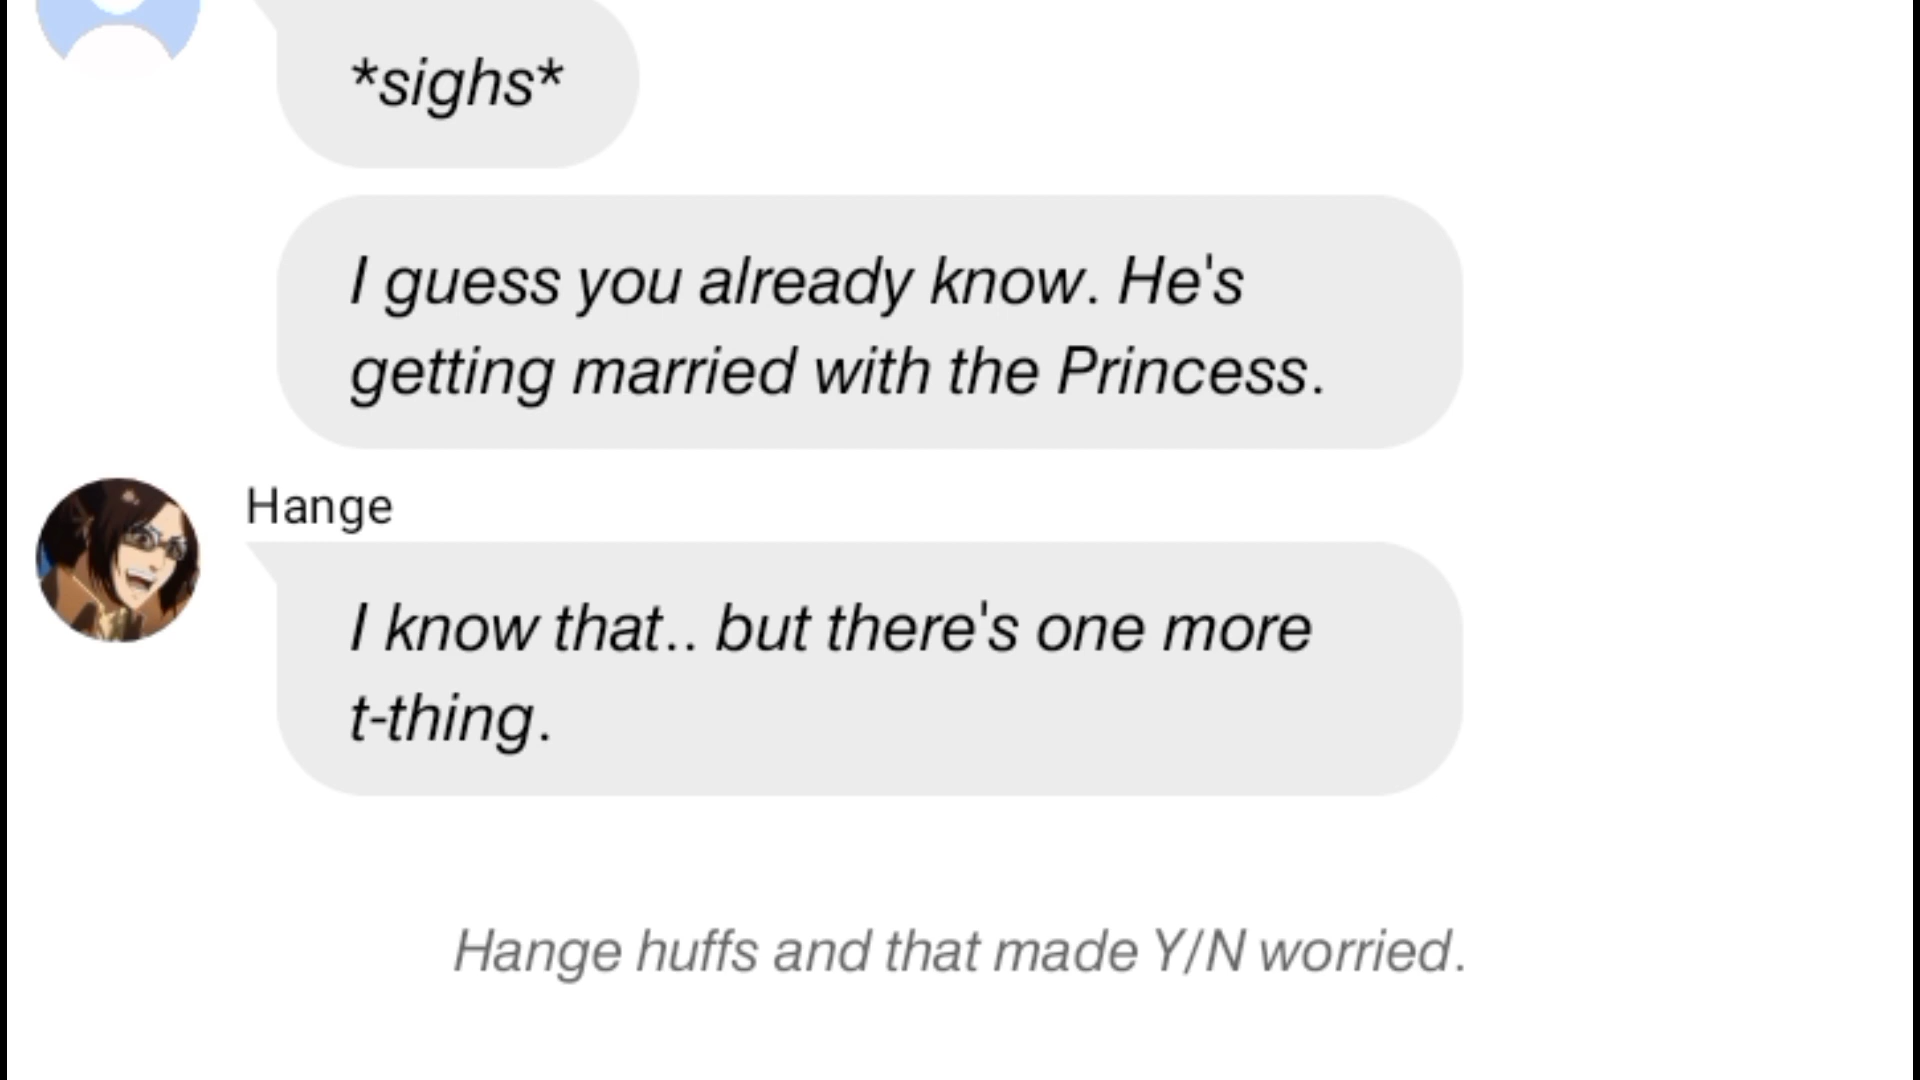 *sighs*
I guess you already know. He's
getting married with the Princess.
Hange
I know that.. but there's one more
t-thing.
Hange huffs and that made Y/N worried.